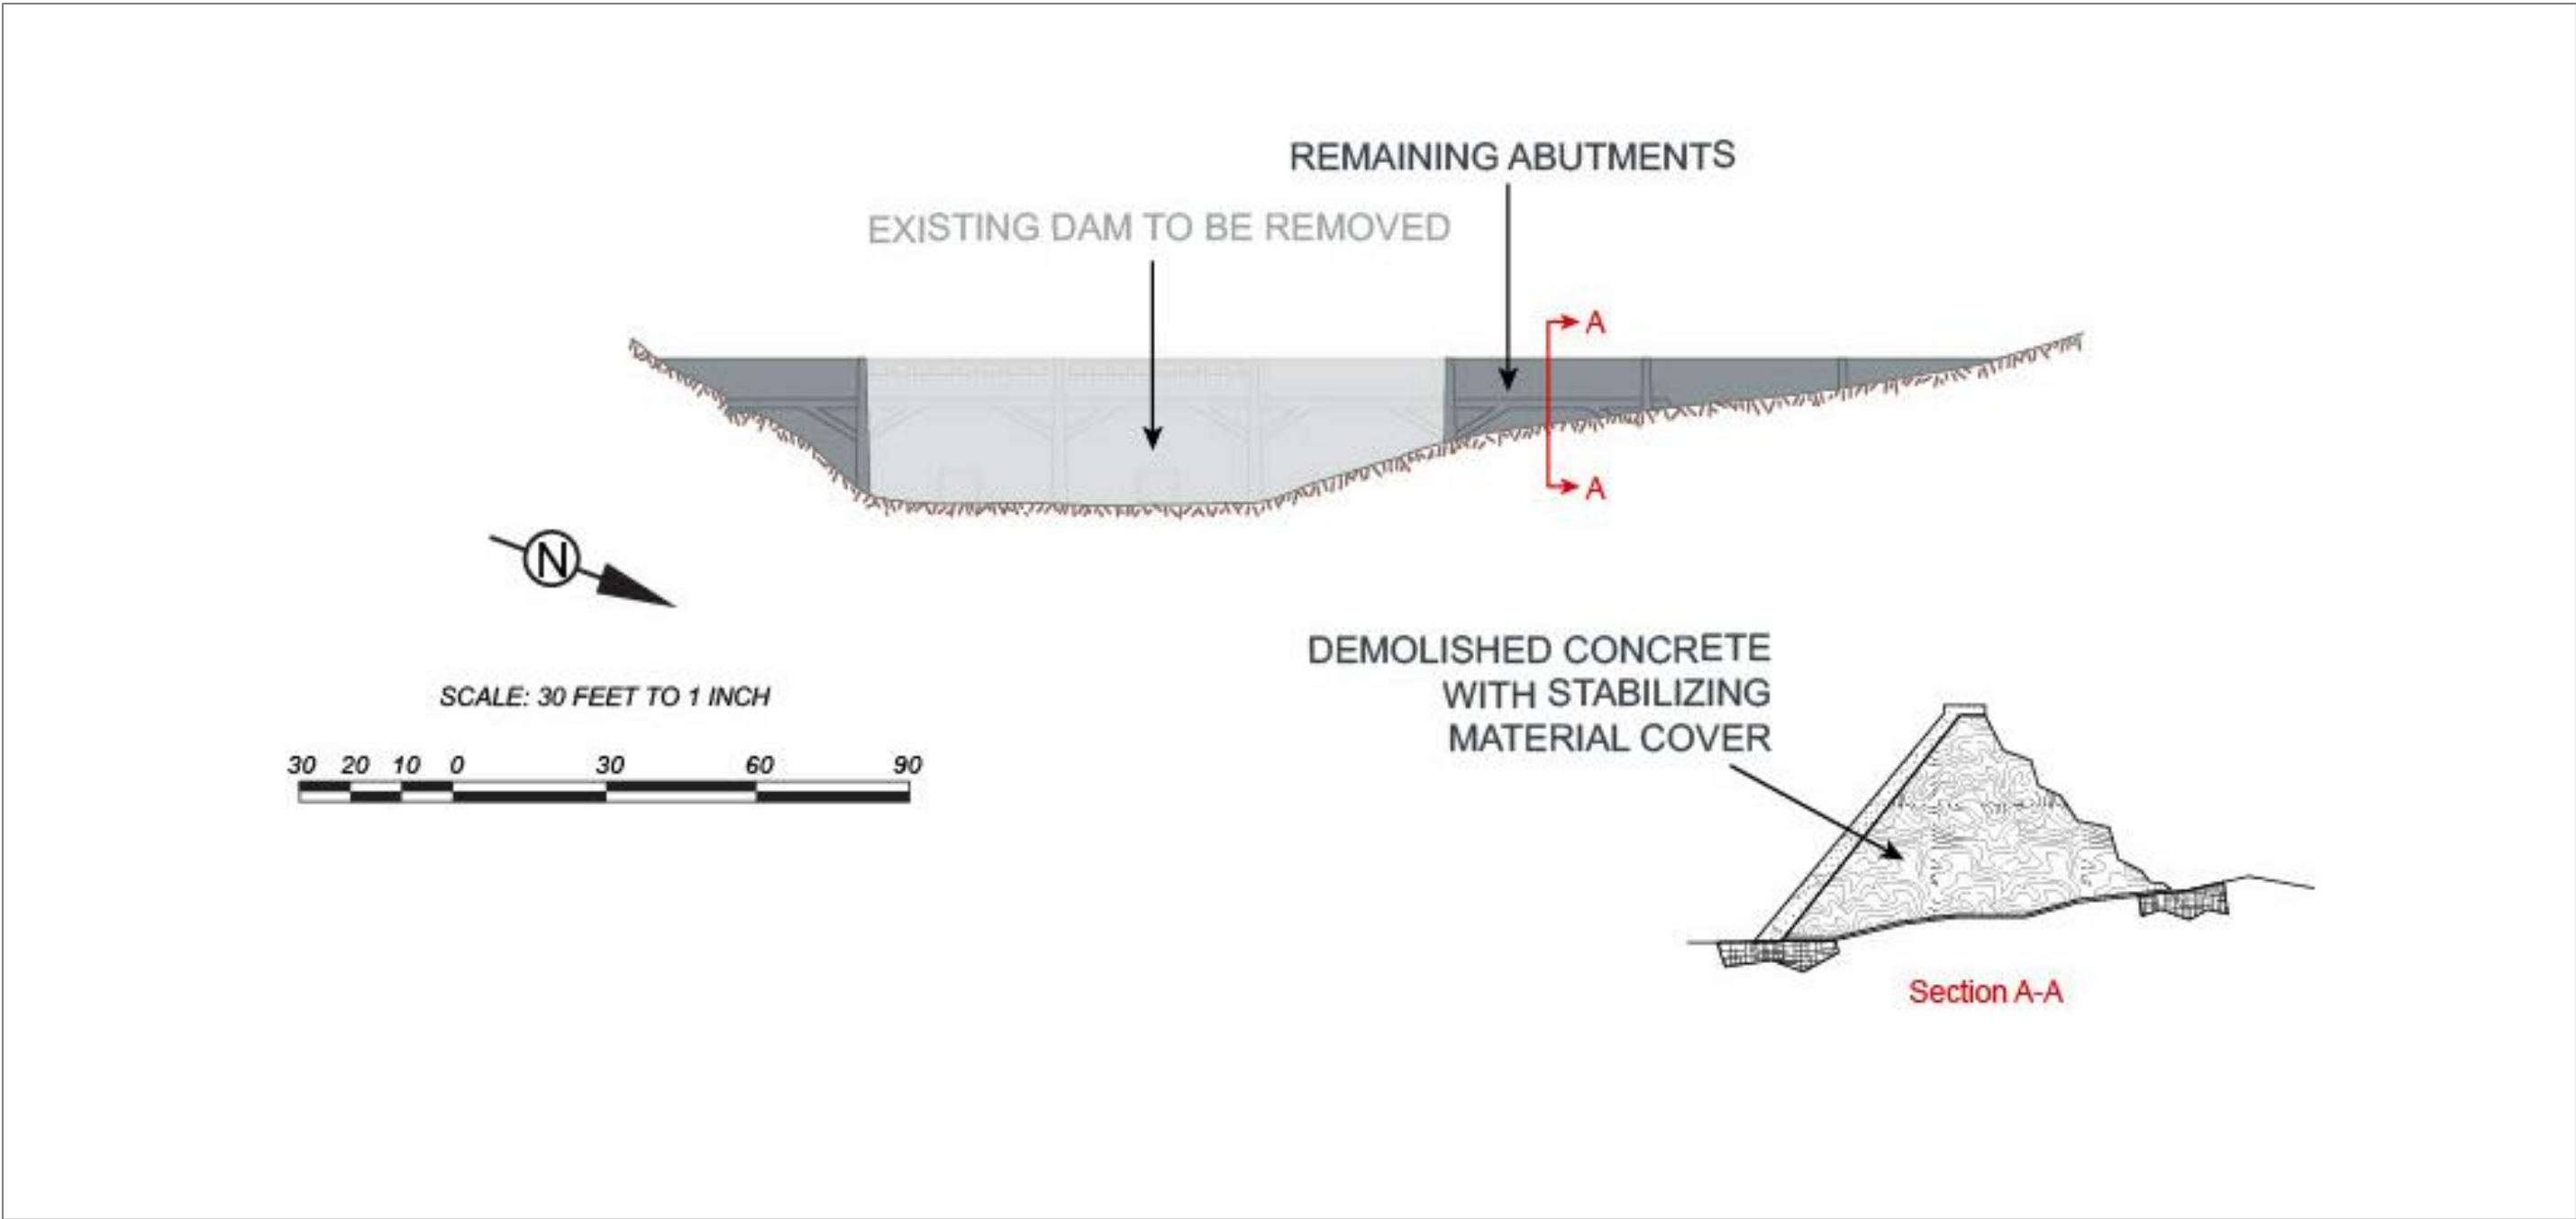 REMAINING ABUTMENTS
EXISTING DAM TO BE REMOVED
A
A
N
SCALE: 30 FEET TO 1 INCH
30 20 10 0 30 60 90
DEMOLISHED CONCRETE
WITH STABILIZING
MATERIAL COVER
Section A-A